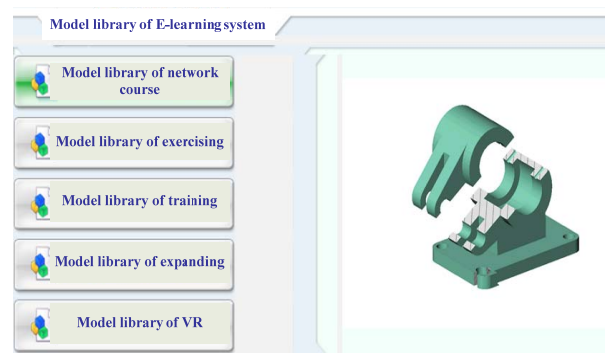 Model library of E-learning system
Model library of network
course
Model library of exercising
Model library of training
Model library of expanding
Model library of VR